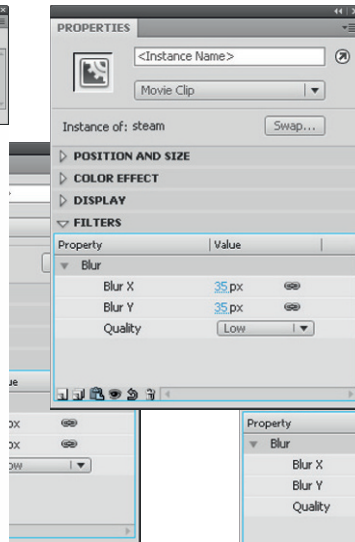 PROPERTIES
<Instance Name>
Movie Clip
Instance of: steam
Swap...
POSITION AND SIZE
COLOR EFFECT
DISPLAY
FILTERS
Property Value
Blur
Blur X 35 px
Blur Y 35 px
Quality Low
px
px
Property
Blur
Blur X
Blur Y
Quality